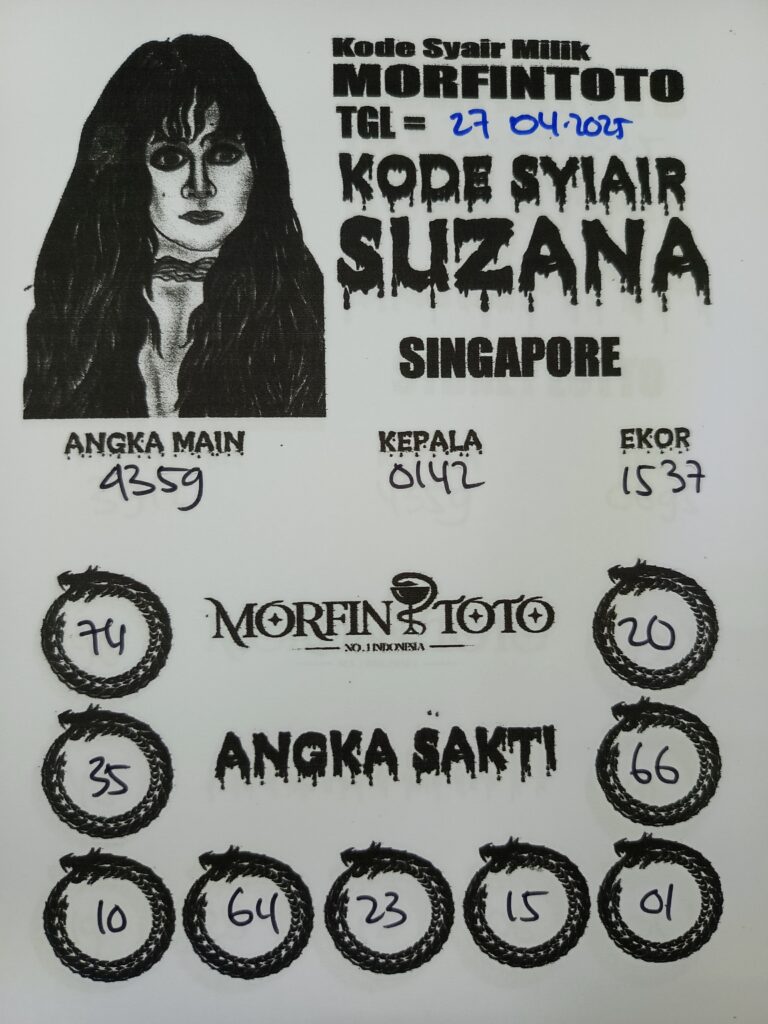 Kode Syair Milik
MORFINTOTO
TGL = 27 04.2025
KODE SYIAIR
SUZANA
SINGAPORE
ANGKA MAIN KEPALA EKOR
4359 0142 1537
MORFIN TOTO
NO.1 INDONESIA
74 20
ANGKA SAKTI
35 66
10 64 23 15 01